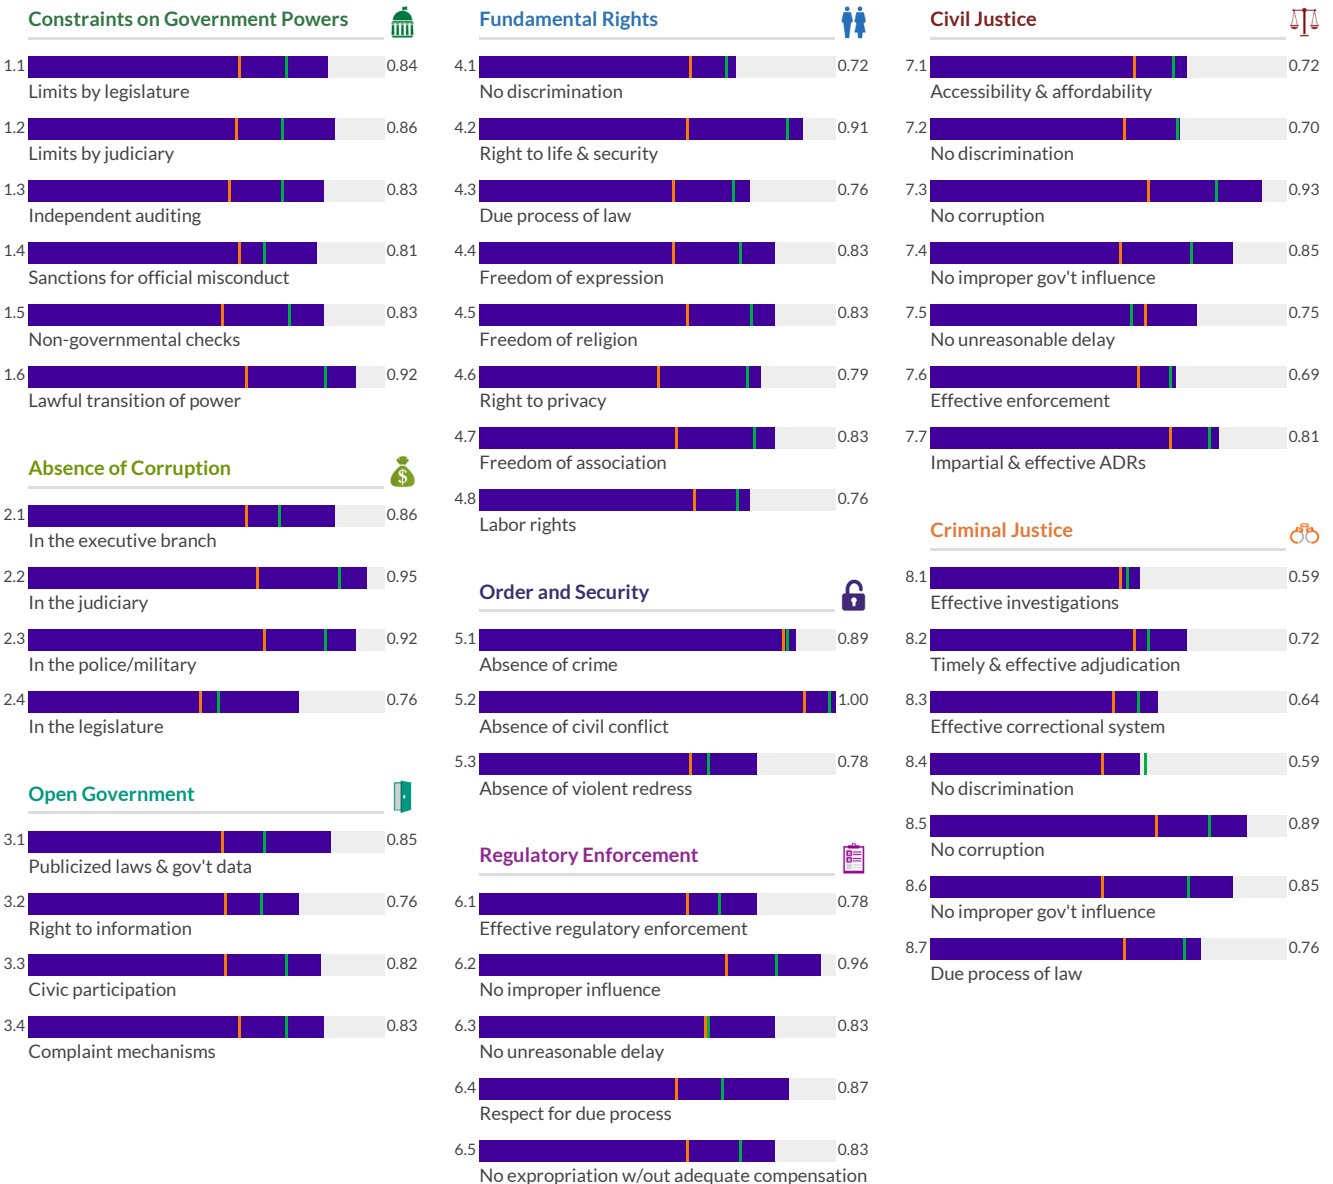 Constraints on Government Powers
1.1 0.84
Limits by legislature
1.2 0.86
Limits by judiciary
1.3 0.83
Independent auditing
1.4 0.81
Sanctions for official misconduct
1.5 0.83
Non-governmental checks
1.6 0.92
Lawful transition of power
Absence of Corruption
$
2.1 0.86
In the executive branch
2.2 0.95
In the judiciary
2.3 0.92
In the police/military
2.4 0.76
In the legislature
Open Government
3.1 0.85
Publicized laws & gov't data
3.2 0.76
Right to information
3.3 0.82
Civic participation
3.4 0.83
Complaint mechanisms
Fundamental Rights
4.1 0.72
No discrimination
4.2 0.91
Right to life & security
4.3 0.76
Due process of law
4.4 0.83
Freedom of expression
4.5 0.83
Freedom of religion
4.6 0.79
Right to privacy
4.7 0.83
Freedom of association
4.8 0.76
Labor rights
Order and Security
5.1 0.89
Absence of crime
5.2 1.00
Absence of civil conflict
5.3 0.78
Absence of violent redress
Regulatory Enforcement
6.1 0.78
Effective regulatory enforcement
6.2 0.96
No improper influence
6.3 0.83
No unreasonable delay
6.4 0.87
Respect for due process
6.5 0.83
No expropriation w/out adequate compensation
Civil Justice
7.1 0.72
Accessibility & affordability
7.2 0.70
No discrimination
7.3 0.93
No corruption
7.4 0.85
No improper gov't influence
7.5 0.75
No unreasonable delay
7.6 0.69
Effective enforcement
7.7 0.81
Impartial & effective ADRs
Criminal Justice
8.1 0.59
Effective investigations
8.2 0.72
Timely & effective adjudication
8.3 0.64
Effective correctional system
8.4 0.59
No discrimination
8.5 0.89
No corruption
8.6 0.85
No improper gov't influence
8.7 0.76
Due process of law